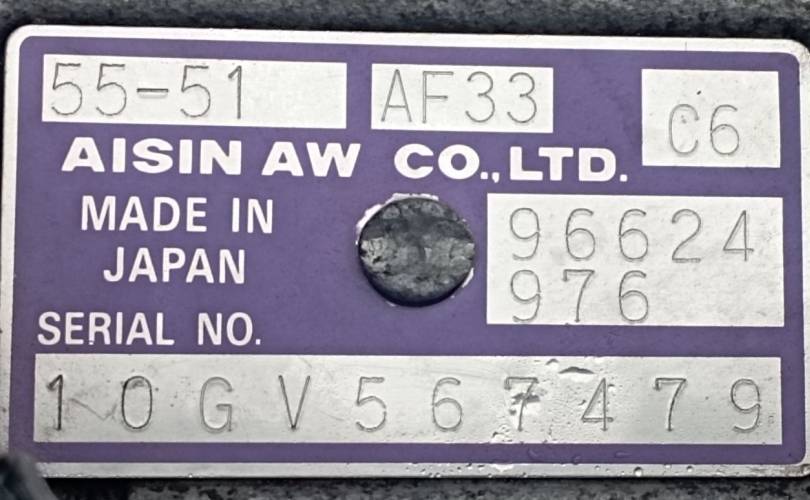 55-51 AF33 C6
AISIN AW CO.,LTD.
MADE IN
JAPAN
96624
976
SERIAL NO.
10GV567479